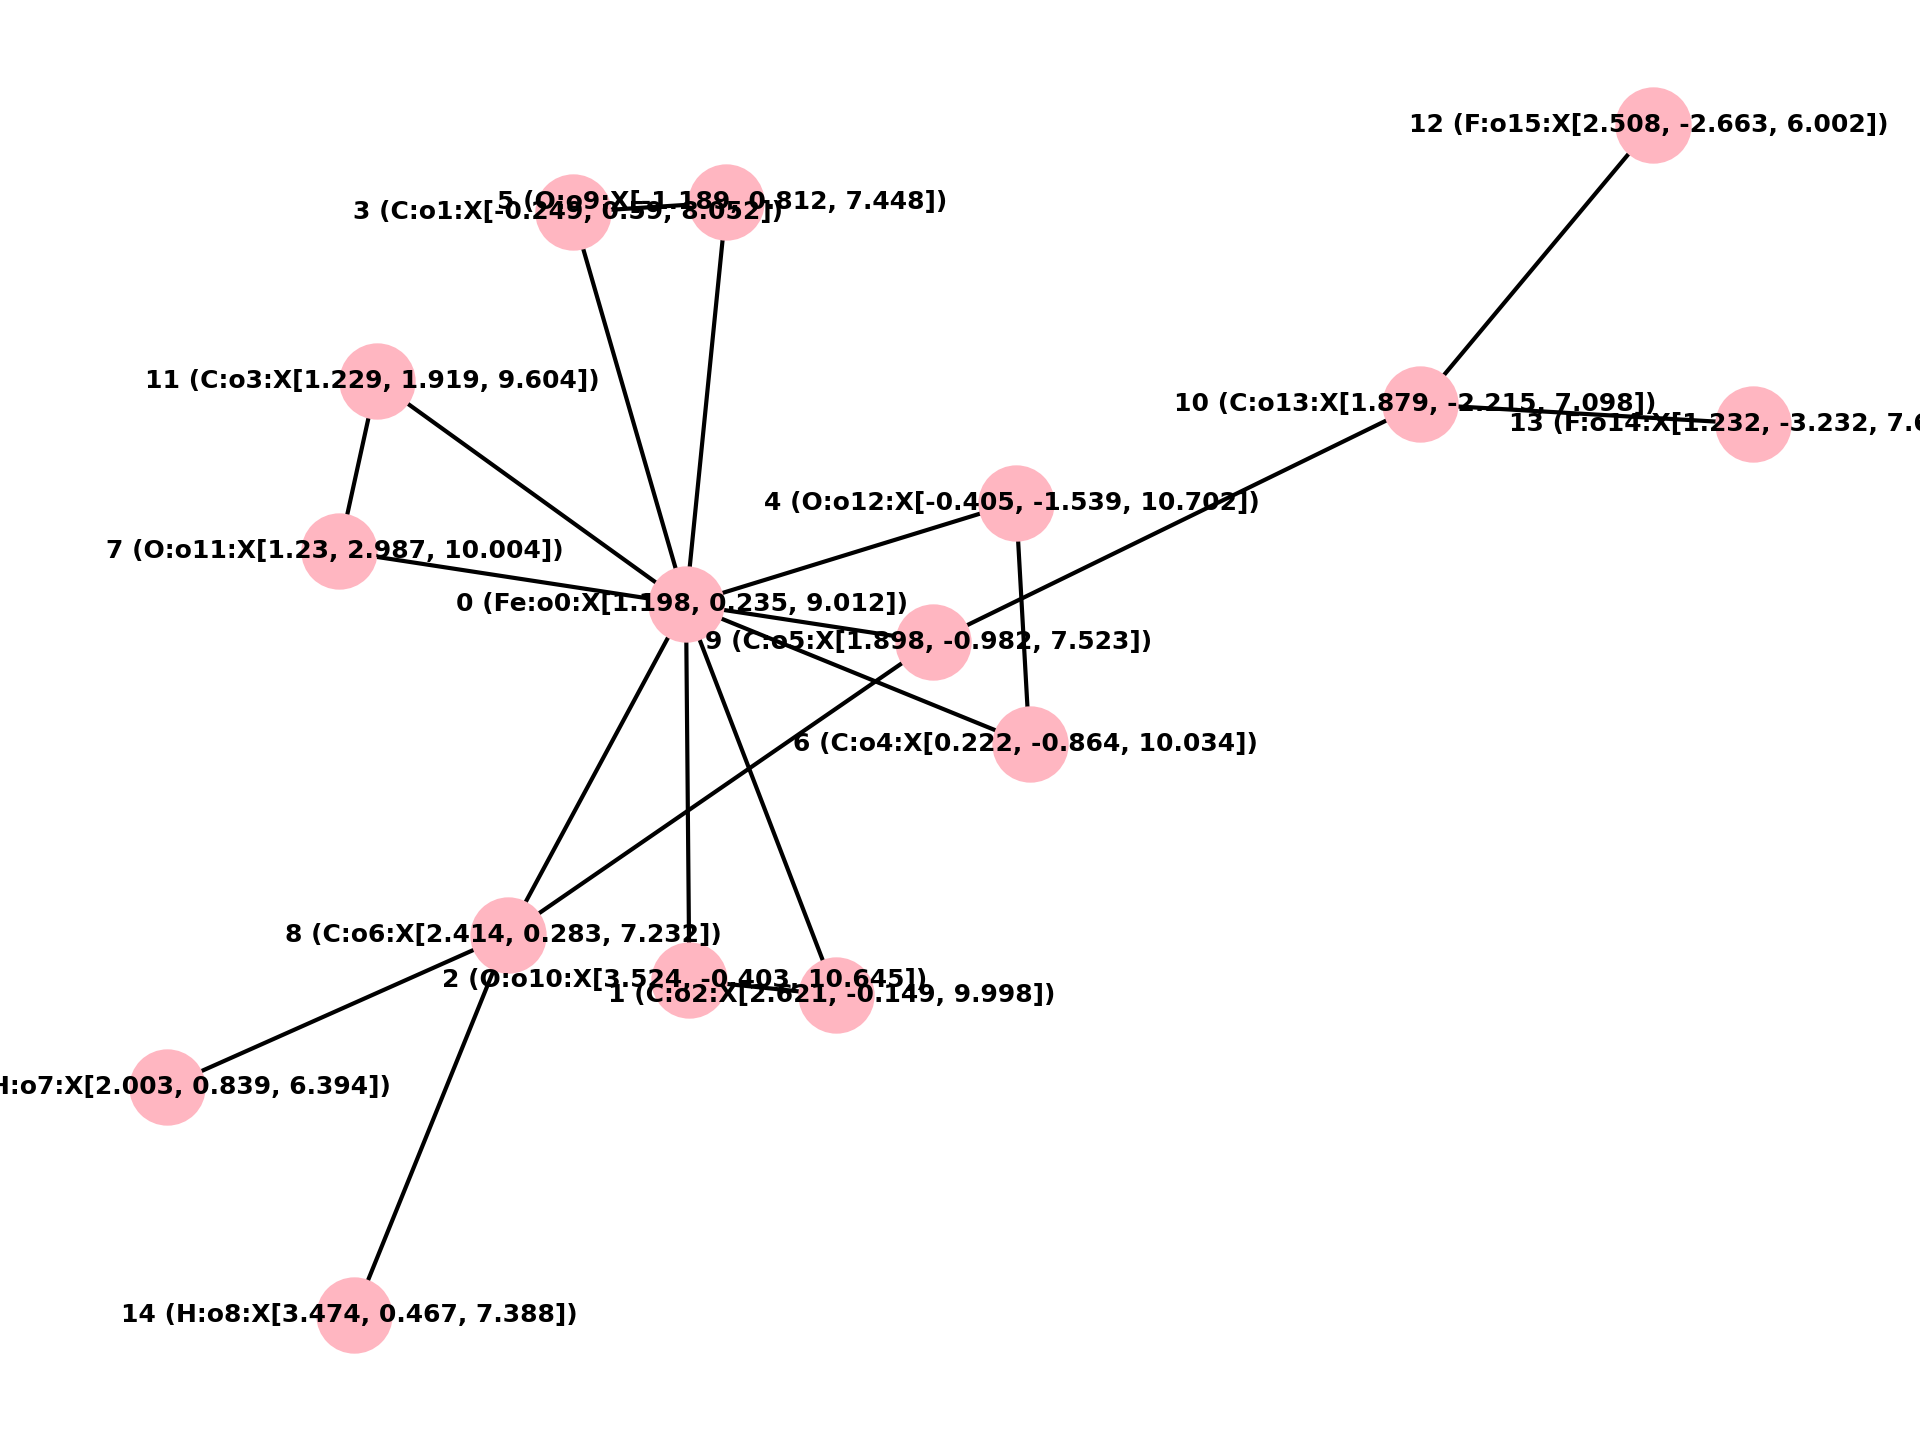 12 (F:o15:X[2.508, -2.663, 6.002])
5 (O:o9:X[-1.189, 0.812, 7.448])
3 (C:o1:X[-0.249, 0.59, 8.052])
11 (C:o3:X[1.229, 1.919, 9.604])
10 (C:o13:X[1.879, -2.215, 7.098])
13 (F:o14:X[1.232, -3.232, 7.6
4 (O:o12:X[-0.405, -1.539, 10.702])
7 (O:o11:X[1.23, 2.987, 10.004])
0 (Fe:o0:X[1.198, 0.235, 9.012])
9 (C:o5:X[1.898, -0.982, 7.523])
6 (C:o4:X[0.222, -0.864, 10.034])
8 (C:o6:X[2.414, 0.283, 7.232])
2 (O:o10:X[3.524, -0.403, 10.645])
1 (C:o2:X[2.621, -0.149, 9.998])
H:o7:X[2.003, 0.839, 6.394])
14 (H:o8:X[3.474, 0.467, 7.388])